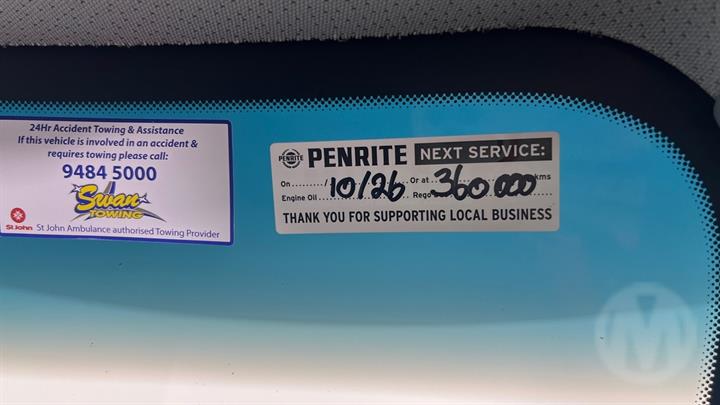 24Hr Accident Towing & Assistance
If this vehicle is involved in an accident &
requires towing please call:
9484 5000
Swan
TOWING
St John
St John Ambulance authorised Towing Provider
PENRITE
PENRITE NEXT SERVICE:
On ........./ 10/26 Or at 360 000 kms
Engine Oil ........ Rego ........
THANK YOU FOR SUPPORTING LOCAL BUSINESS
M